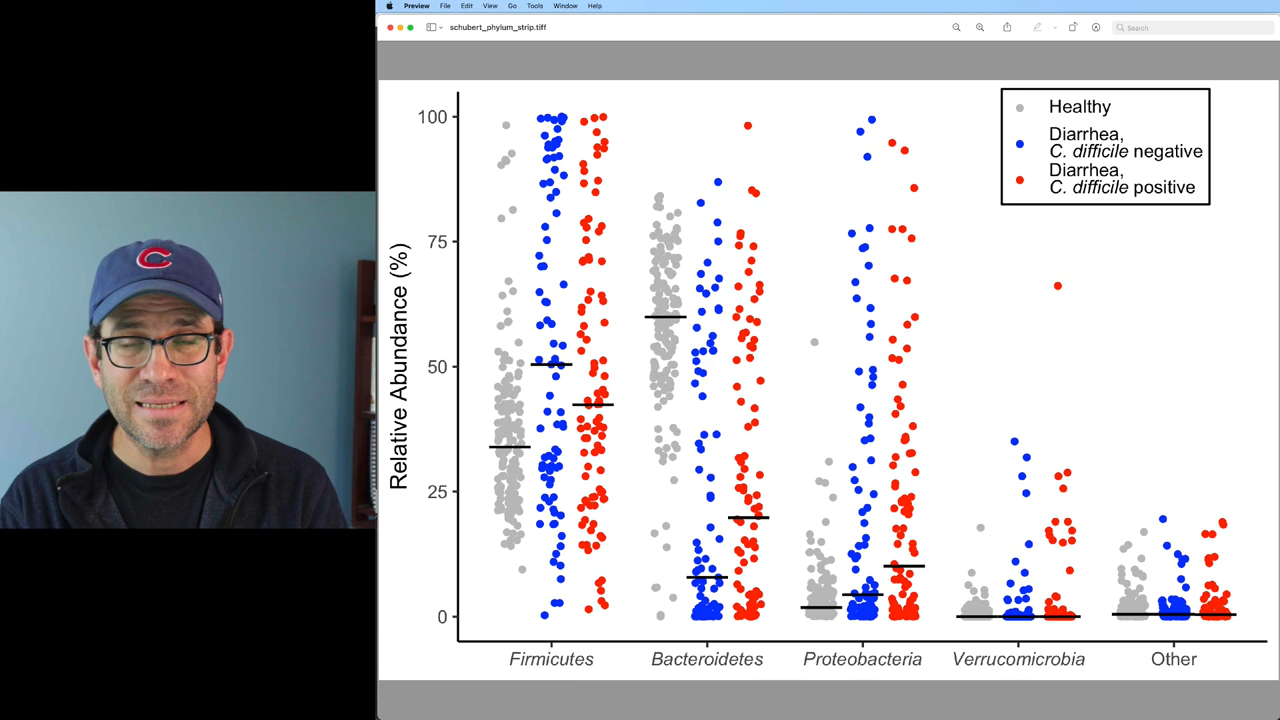 Preview File Edit View Go Tools Window Help
schubert_phylum_strip.tiff
Search
C
Healthy
Diarrhea,
C. difficile negative
Diarrhea,
C. difficile positive
Relative Abundance (%)
100
75
50
25
0
Firmicutes Bacteroidetes Proteobacteria Verrucomicrobia Other